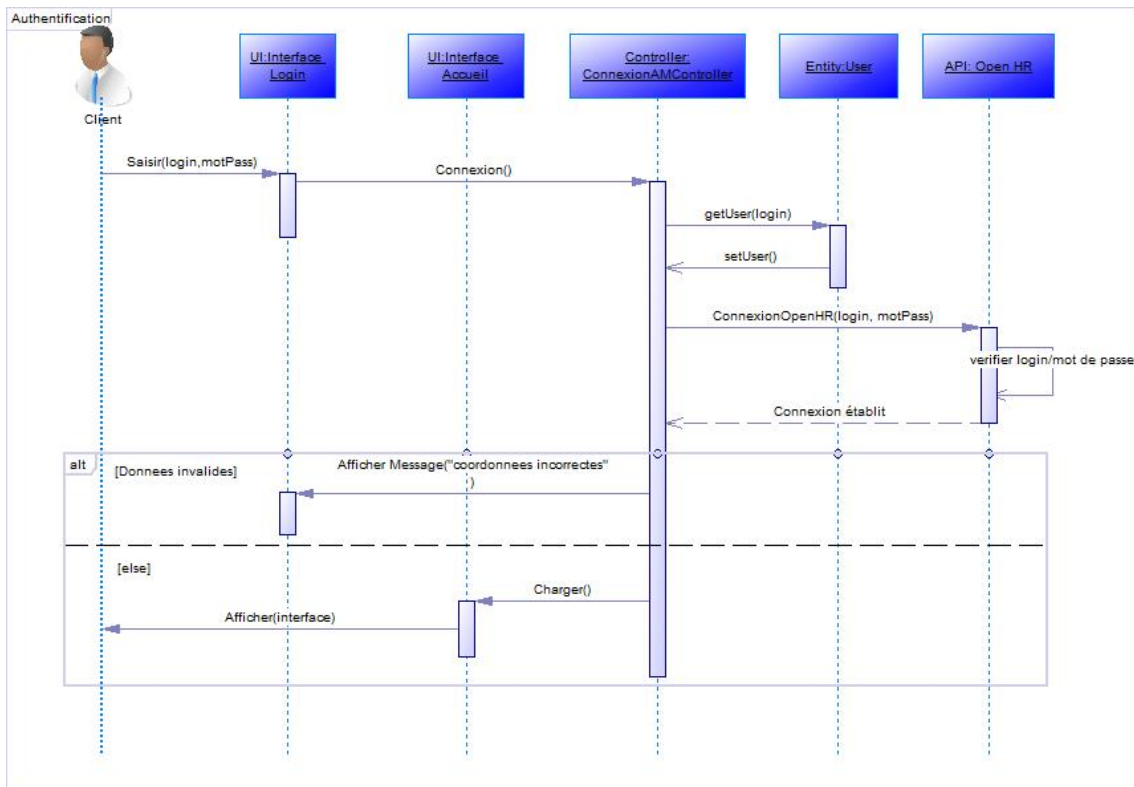 Authentification
Client
UI:Interface
Login
UI:Interface
Accueil
Controller:
ConnexionAMController
Entity:User
API: Open HR
Saisir(login,motPass)
Connexion()
getUser(login)
setUser()
ConnexionOpenHR(login, motPass)
verifier login/mot de passe
Connexion établit
alt
[Donnees invalides]
Afficher Message("coordonnees incorrectes"
)
[else]
Charger()
Afficher(interface)